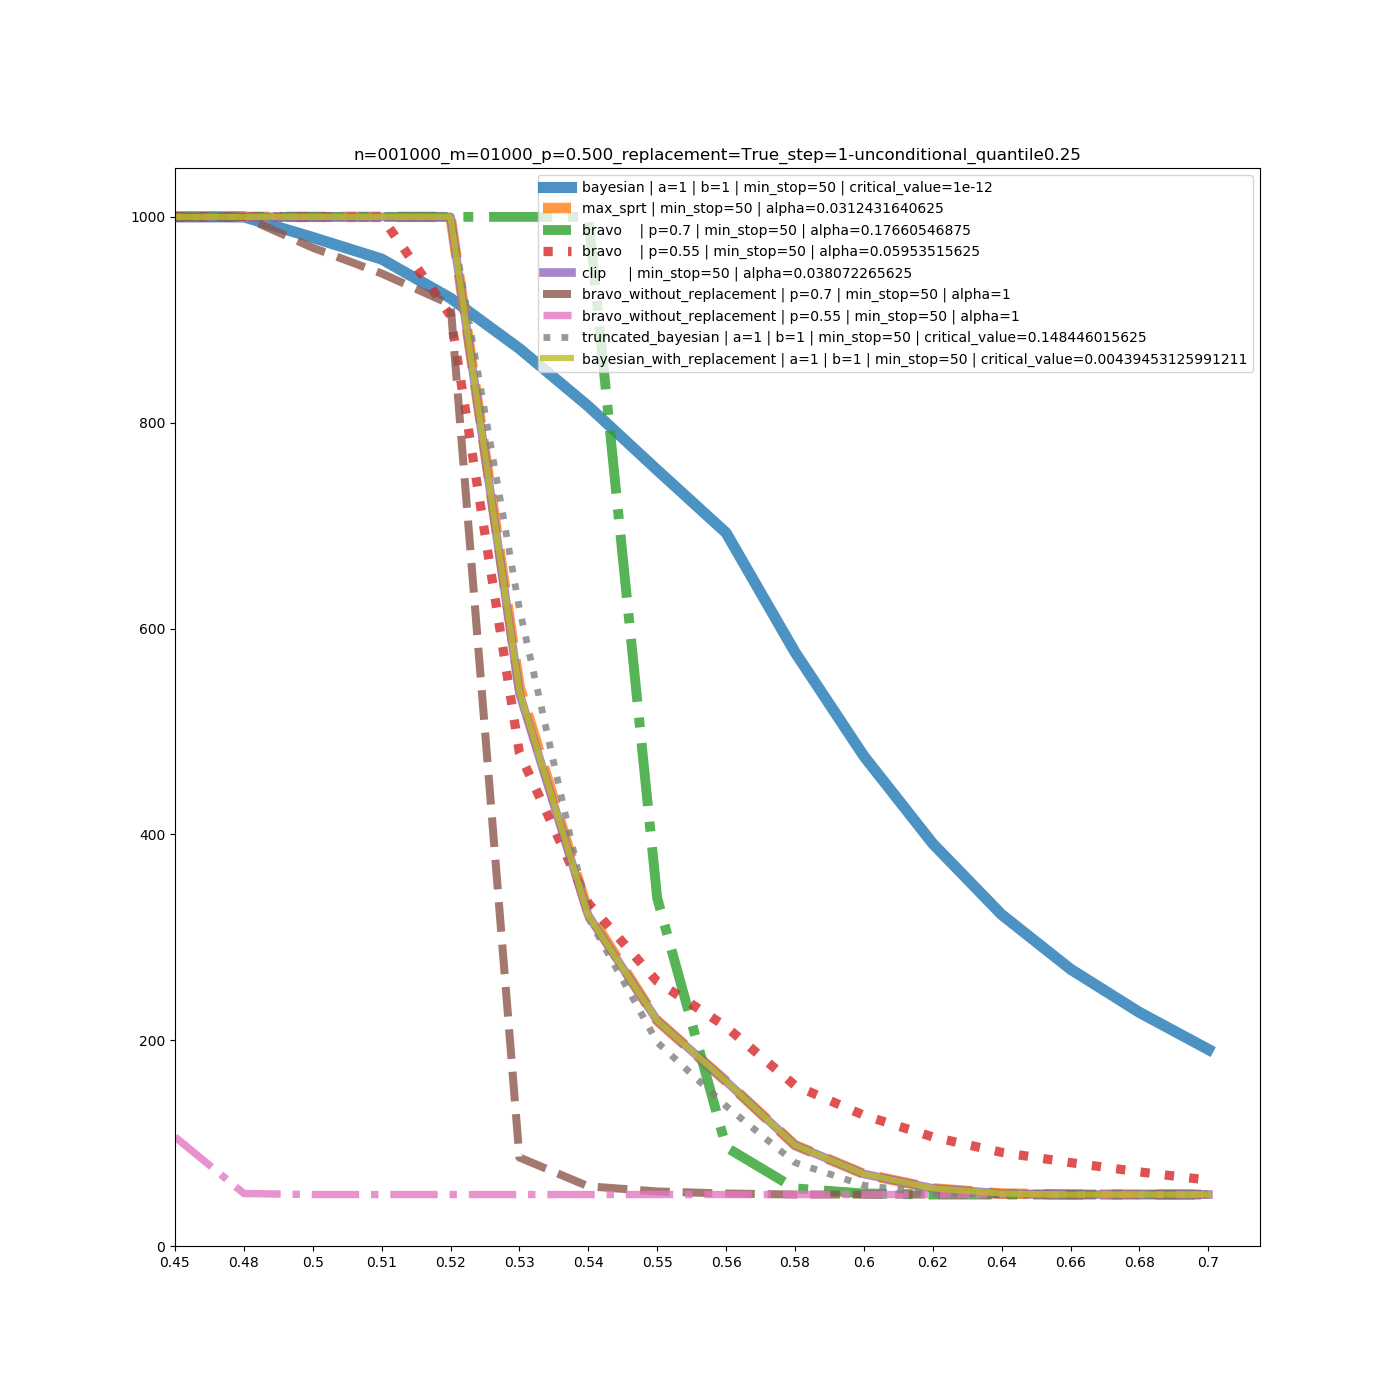 n=001000_m=01000_p=0.500_replacement=True_step=1-unconditional_quantile0.25
bayesian | a=1 | b=1 | min_stop=50 | critical_value=1e-12
max_sprt | min_stop=50 | alpha=0.0312431640625
bravo | p=0.7 | min_stop=50 | alpha=0.17660546875
bravo | p=0.55 | min_stop=50 | alpha=0.05953515625
clip | min_stop=50 | alpha=0.038072265625
bravo_without_replacement | p=0.7 | min_stop=50 | alpha=1
bravo_without_replacement | p=0.55 | min_stop=50 | alpha=1
truncated_bayesian | a=1 | b=1 | min_stop=50 | critical_value=0.148446015625
bayesian_with_replacement | a=1 | b=1 | min_stop=50 | critical_value=0.00439453125991211
1000
800
600
400
200
0
0.45 0.48 0.5 0.51 0.52 0.53 0.54 0.55 0.56 0.58 0.6 0.62 0.64 0.66 0.68 0.7